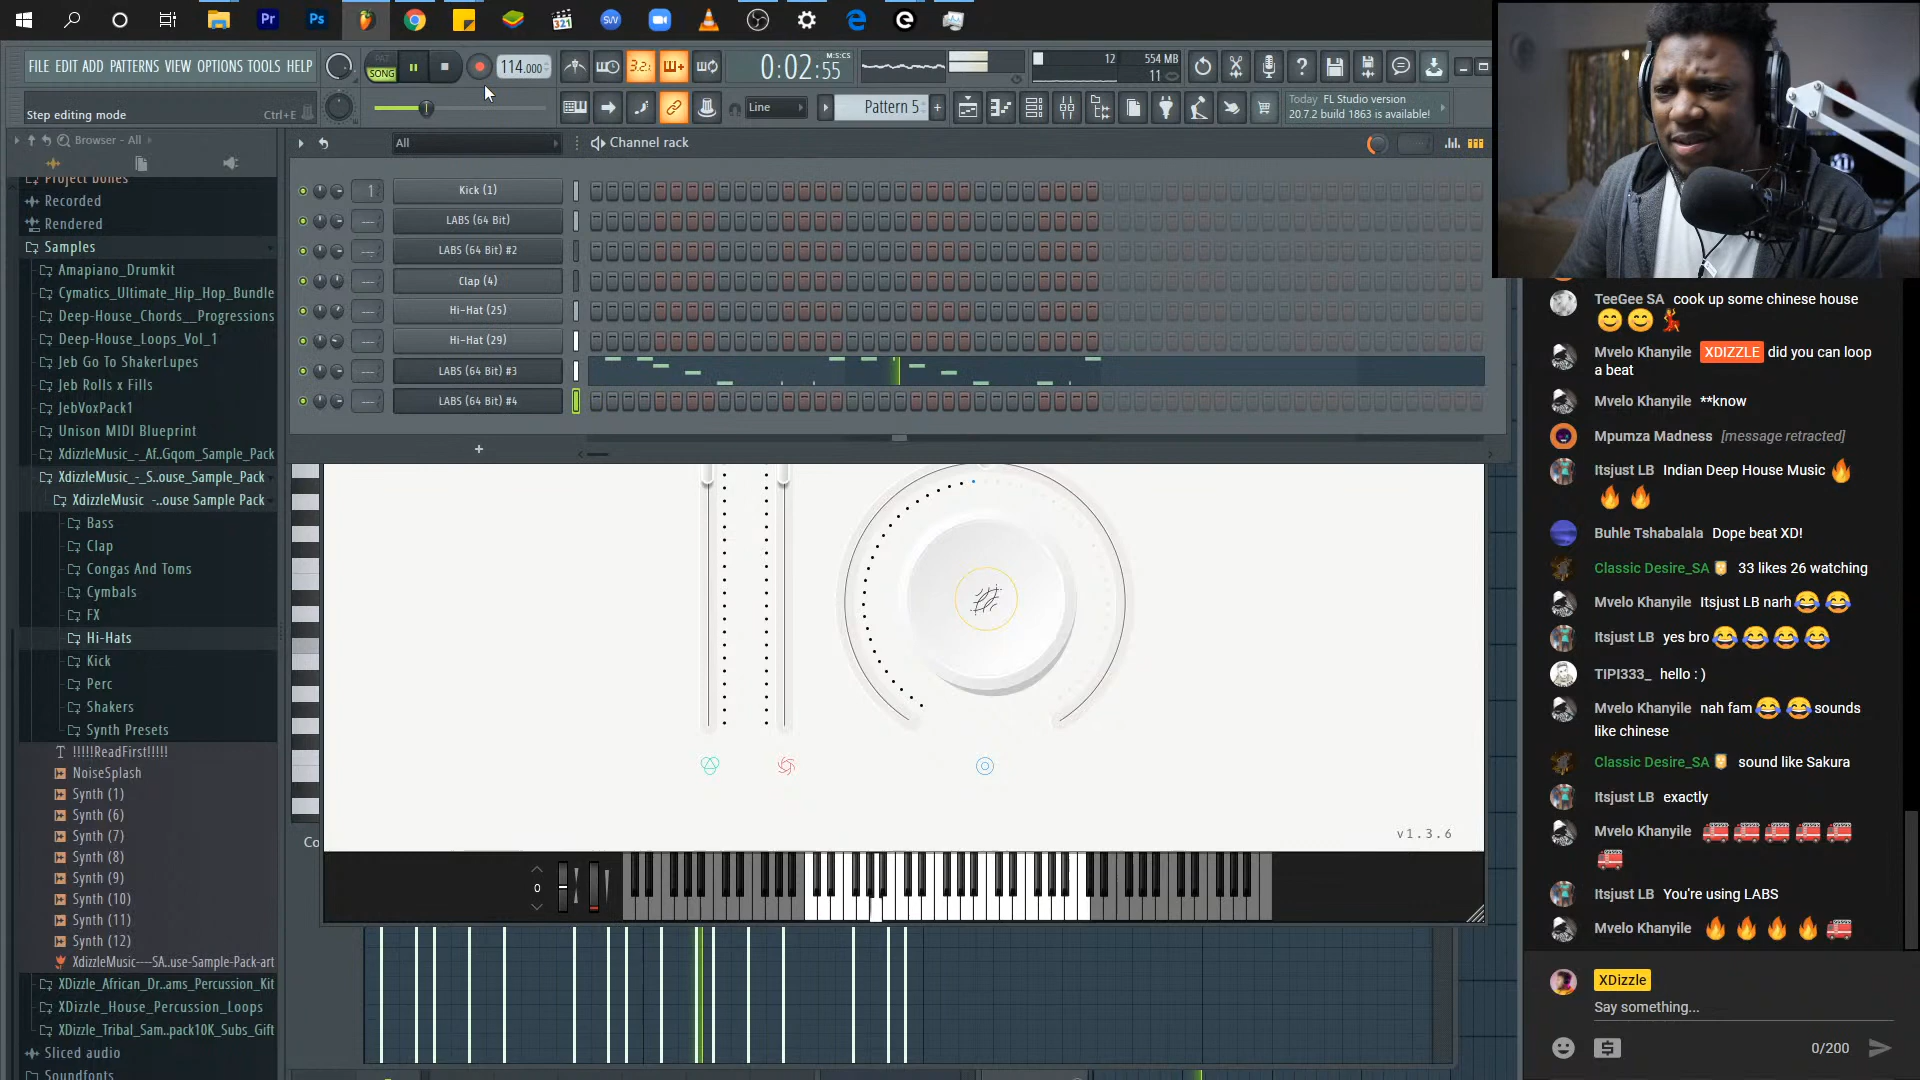 FILE EDIT ADD PATTERNS VIEW OPTIONS TOOLS HELP
PAT
SONG
114.000
3.2
0:02:55
M:S:CS
12
554 MB
11
Step editing mode
Ctrl+E
Line
Pattern 5
Today FL Studio version
20.7.2 build 1863 is available!
Browser - All
All
Channel rack
Project bones
Recorded
Rendered
Samples
Amapiano_Drumkit
Cymatics_Ultimate_Hip_Hop_Bundle
Deep-House_Chords__Progressions
Deep-House_Loops_Vol_1
Jeb Go To ShakerLupes
Jeb Rolls x Fills
JebVoxPack1
Unison MIDI Blueprint
XdizzleMusic_-_Af..Gqom_Sample_Pack
XdizzleMusic_-_S..ouse_Sample_Pack
XdizzleMusic -..ouse Sample Pack
Bass
Clap
Congas And Toms
Cymbals
FX
Hi-Hats
Kick
Perc
Shakers
Synth Presets
!!!!!ReadFirst!!!!!
NoiseSplash
Synth (1)
Synth (6)
Synth (7)
Synth (8)
Synth (9)
Synth (10)
Synth (11)
Synth (12)
XdizzleMusic----SA..use-Sample-Pack-art
XDizzle_African_Dr..ams_Percussion_Kit
XDizzle_House_Percussion_Loops
XDizzle_Tribal_Sam..pack10K_Subs_Gift
Sliced audio
Soundfonts
1
Kick (1)
LABS (64 Bit)
LABS (64 Bit) #2
Clap (4)
Hi-Hat (25)
Hi-Hat (29)
LABS (64 Bit) #3
LABS (64 Bit) #4
+
Co
v1.3.6
0
TeeGee SA cook up some chinese house
Mvelo Khanyile XDIZZLE did you can loop
a beat
Mvelo Khanyile **know
Mpumza Madness [message retracted]
Itsjust LB Indian Deep House Music
Buhle Tshabalala Dope beat XD!
Classic Desire_SA 33 likes 26 watching
Mvelo Khanyile Itsjust LB narh
Itsjust LB yes bro
TIPI333_ hello : )
Mvelo Khanyile nah fam sounds
like chinese
Classic Desire_SA sound like Sakura
Itsjust LB exactly
Mvelo Khanyile
Itsjust LB You're using LABS
Mvelo Khanyile
XDizzle
Say something...
0/200